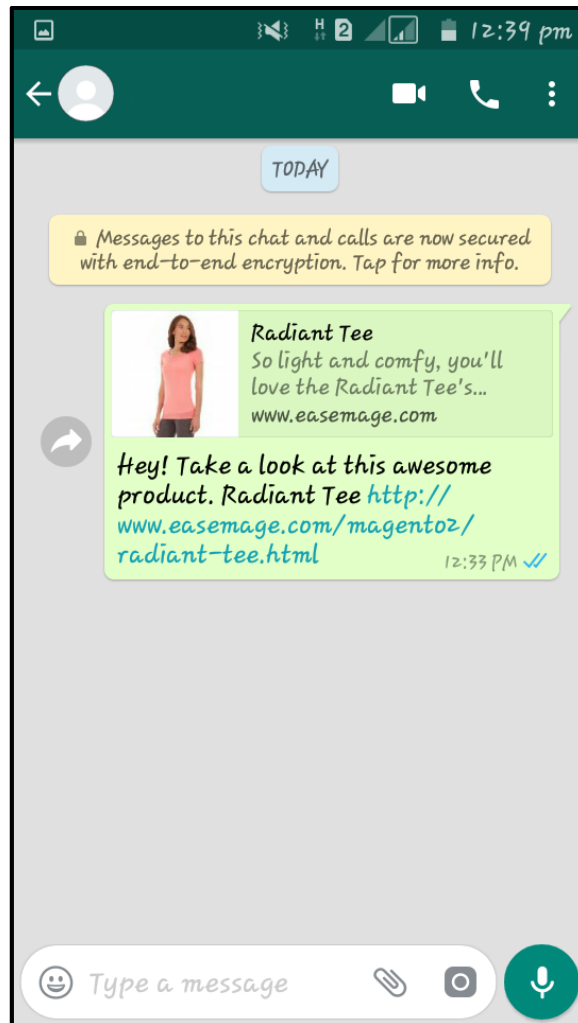 H 2 12:39 pm
TODAY
Messages to this chat and calls are now secured
with end-to-end encryption. Tap for more info.
Radiant Tee
So light and comfy, you'll
love the Radiant Tee's...
www.easemage.com
Hey! Take a look at this awesome
product. Radiant Tee http://
www.easemage.com/magento2/
radiant-tee.html
12:33 PM
Type a message